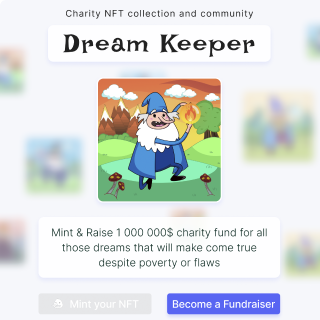 Charity NFT collection and community
Dream Keeper
Mint & Raise 1 000 000$ charity fund for all
those dreams that will make come true
despite poverty or flaws
Mint your NFT
Become a Fundraiser